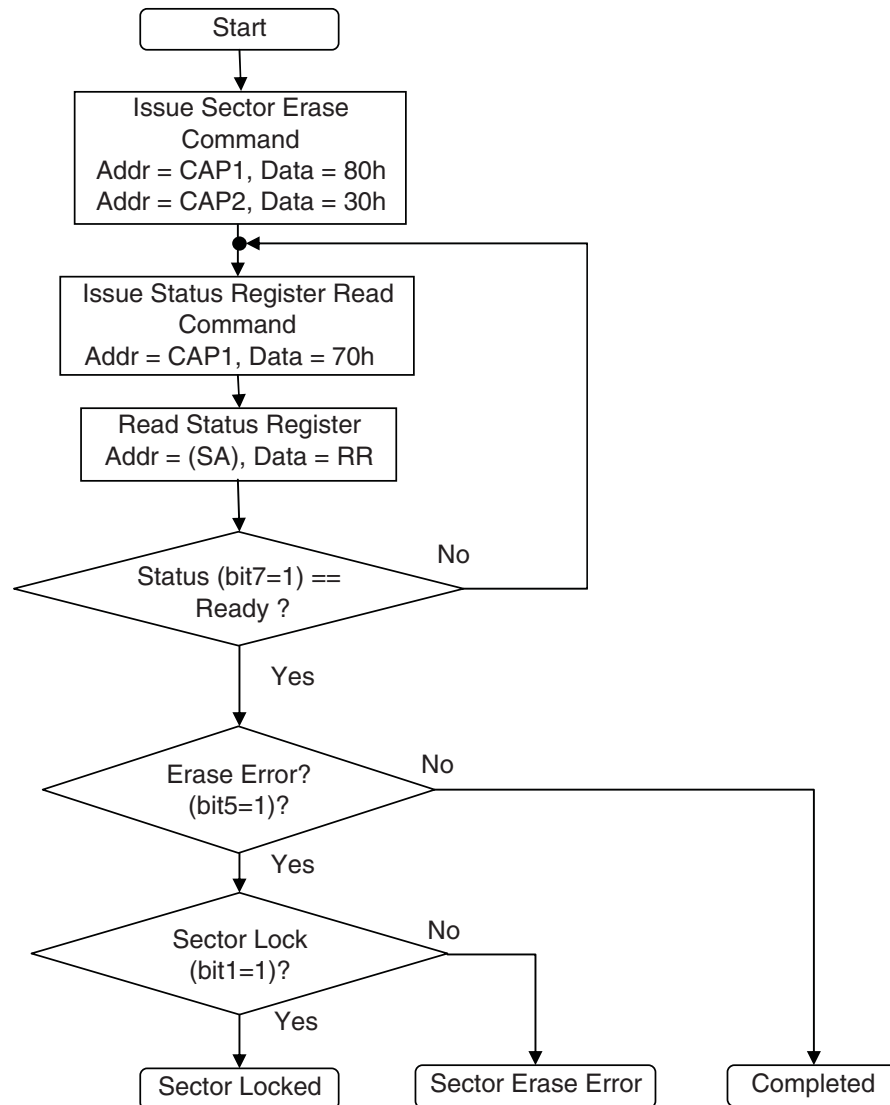 Start
Issue Sector Erase
Command
Addr = CAP1, Data = 80h
Addr = CAP2, Data = 30h
Issue Status Register Read
Command
Addr = CAP1, Data = 70h
Read Status Register
Addr = (SA), Data = RR
No
Status (bit7=1) ==
Ready ?
Yes
No
Erase Error?
(bit5=1)?
Yes
No
Sector Lock
(bit1=1)?
Yes
Sector Locked
Sector Erase Error
Completed